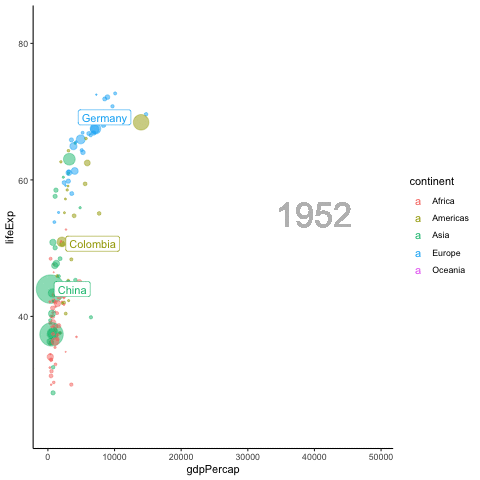 80
60
40
lifeExp
Germany
Colombia
China
1952
0
10000
20000
30000
40000
50000
gdpPercap
continent
a Africa
a Americas
a Asia
a Europe
a Oceania